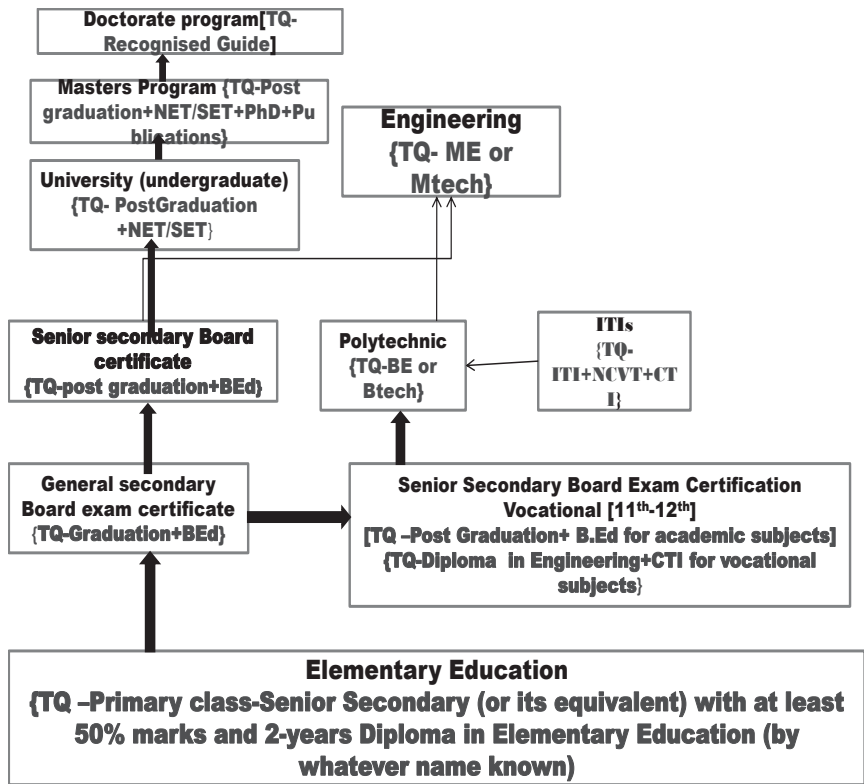 Doctorate program[TQ-
Recognised Guide]
Masters Program {TQ-Post
graduation+NET/SET+PhD+Pu
blications}
Engineering
{TQ- ME or
Mtech}
University (undergraduate)
{TQ- PostGraduation
+NET/SET}
Senior secondary Board
certificate
{TQ-post graduation+BEd}
Polytechnic
{TQ-BE or
Btech}
ITIs
{TQ-
ITI+NCVT+CT
I}
General secondary
Board exam certificate
{TQ-Graduation+BEd}
Senior Secondary Board Exam Certification
Vocational [11th-12th]
[TQ –Post Graduation+ B.Ed for academic subjects]
{TQ-Diploma in Engineering+CTI for vocational
subjects}
Elementary Education
{TQ –Primary class-Senior Secondary (or its equivalent) with at least
50% marks and 2-years Diploma in Elementary Education (by
whatever name known)